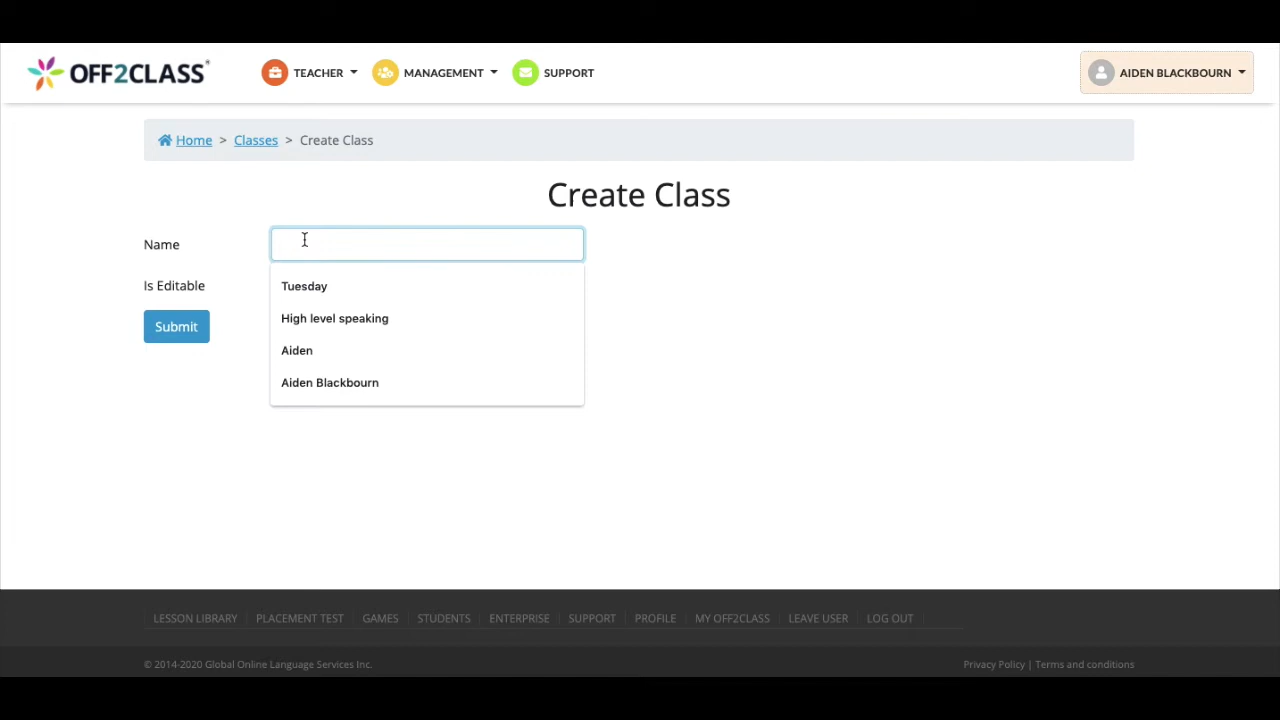 OFF2CLASS
TEACHER
MANAGEMENT
SUPPORT
AIDEN BLACKBOURN
Home > Classes > Create Class
Create Class
Name
Is Editable
Submit
Tuesday
High level speaking
Aiden
Aiden Blackbourn
LESSON LIBRARY
PLACEMENT TEST
GAMES
STUDENTS
ENTERPRISE
SUPPORT
PROFILE
MY OFF2CLASS
LEAVE USER
LOG OUT
© 2014-2020 Global Online Language Services Inc.
Privacy Policy | Terms and conditions